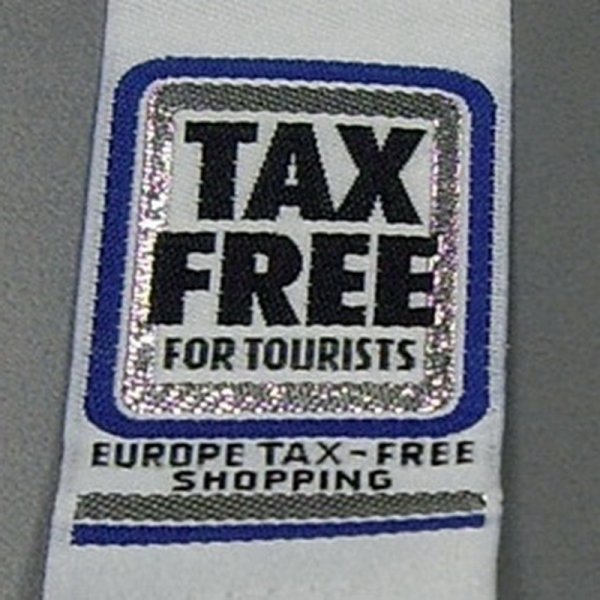 TAX
FREE
FOR TOURISTS
EUROPE TAX-FREE
SHOPPING